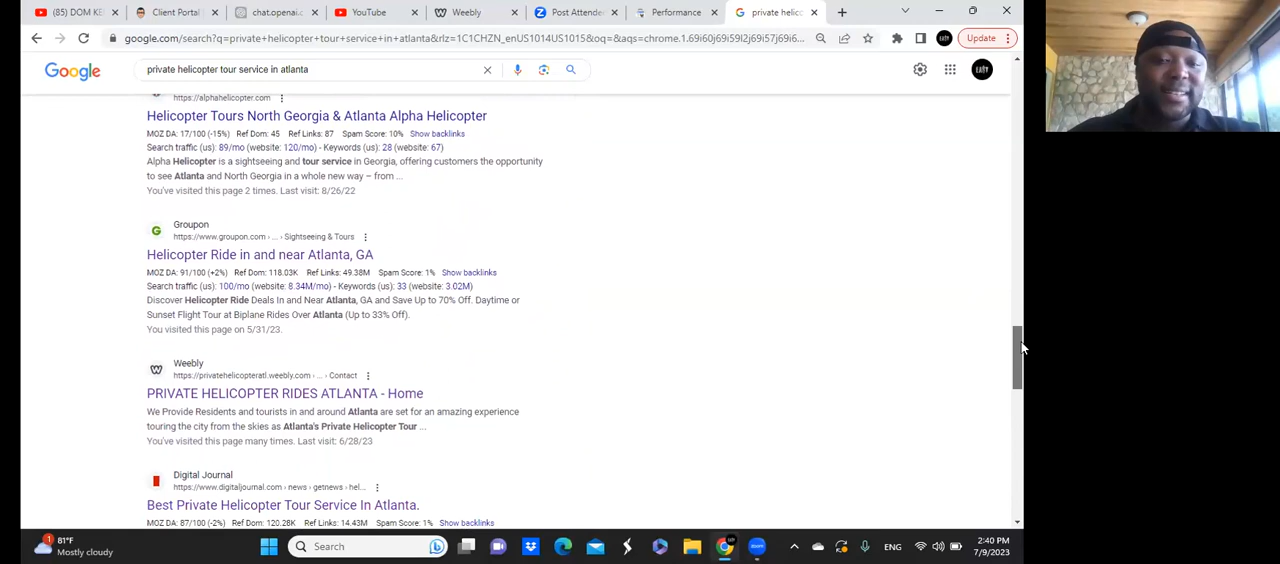 (85) DOM KE
Client Portal
chat.openai.c
YouTube
Weebly
Post Attende
Performance
private helic
google.com/search?q=private+helicopter+tour+service+in+atlanta&rlz=1C1CHZN_enUS1014US1015&oq=&aqs=chrome.1.69i60j69i59l2j69i57j69i6...
Update
Google
private helicopter tour service in atlanta
EASY
https://alphahelicopter.com
Helicopter Tours North Georgia & Atlanta Alpha Helicopter
MOZ DA: 17/100 (-15%) Ref Dom: 45 Ref Links: 87 Spam Score: 10% Show backlinks
Search traffic (us): 89/mo (website: 120/mo) - Keywords (us): 28 (website: 67)
Alpha Helicopter is a sightseeing and tour service in Georgia, offering customers the opportunity
to see Atlanta and North Georgia in a whole new way – from ...
You've visited this page 2 times. Last visit: 8/26/22
Groupon
https://www.groupon.com › ... › Sightseeing & Tours
Helicopter Ride in and near Atlanta, GA
MOZ DA: 91/100 (+2%) Ref Dom: 118.03K Ref Links: 49.38M Spam Score: 1% Show backlinks
Search traffic (us): 100/mo (website: 8.34M/mo) - Keywords (us): 33 (website: 3.02M)
Discover Helicopter Ride Deals In and Near Atlanta, GA and Save Up to 70% Off. Daytime or
Sunset Flight Tour at Biplane Rides Over Atlanta (Up to 33% Off).
You visited this page on 5/31/23.
Weebly
https://privatehelicopteratl.weebly.com › ... › Contact
PRIVATE HELICOPTER RIDES ATLANTA - Home
We Provide Residents and tourists in and around Atlanta are set for an amazing experience
touring the city from the skies as Atlanta's Private Helicopter Tour ...
You've visited this page many times. Last visit: 6/28/23
Digital Journal
https://www.digitaljournal.com › news › getnews › hel...
Best Private Helicopter Tour Service In Atlanta.
MOZ DA: 87/100 (-2%) Ref Dom: 120.28K Ref Links: 14.43M Spam Score: 1% Show backlinks
1
81°F
Mostly cloudy
Search
zoom
ENG
2:40 PM
7/9/2023